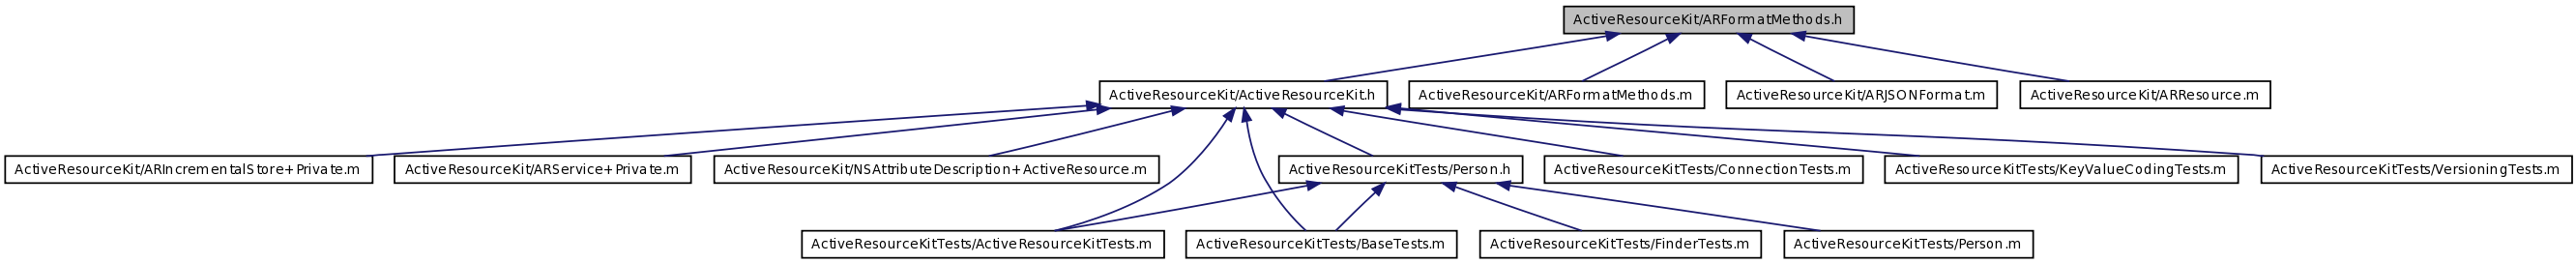 ActiveResourceKit/ARFormatMethods.h
ActiveResourceKit/ActiveResourceKit.h
ActiveResourceKit/ARFormatMethods.m
ActiveResourceKit/ARJSONFormat.m
ActiveResourceKit/ARResource.m
ActiveResourceKit/ARIncrementalStore+Private.m
ActiveResourceKit/ARService+Private.m
ActiveResourceKit/NSAttributeDescription+ActiveResource.m
ActiveResourceKitTests/Person.h
ActiveResourceKitTests/ConnectionTests.m
ActiveResourceKitTests/KeyValueCodingTests.m
ActiveResourceKitTests/VersioningTests.m
ActiveResourceKitTests/ActiveResourceKitTests.m
ActiveResourceKitTests/BaseTests.m
ActiveResourceKitTests/FinderTests.m
ActiveResourceKitTests/Person.m